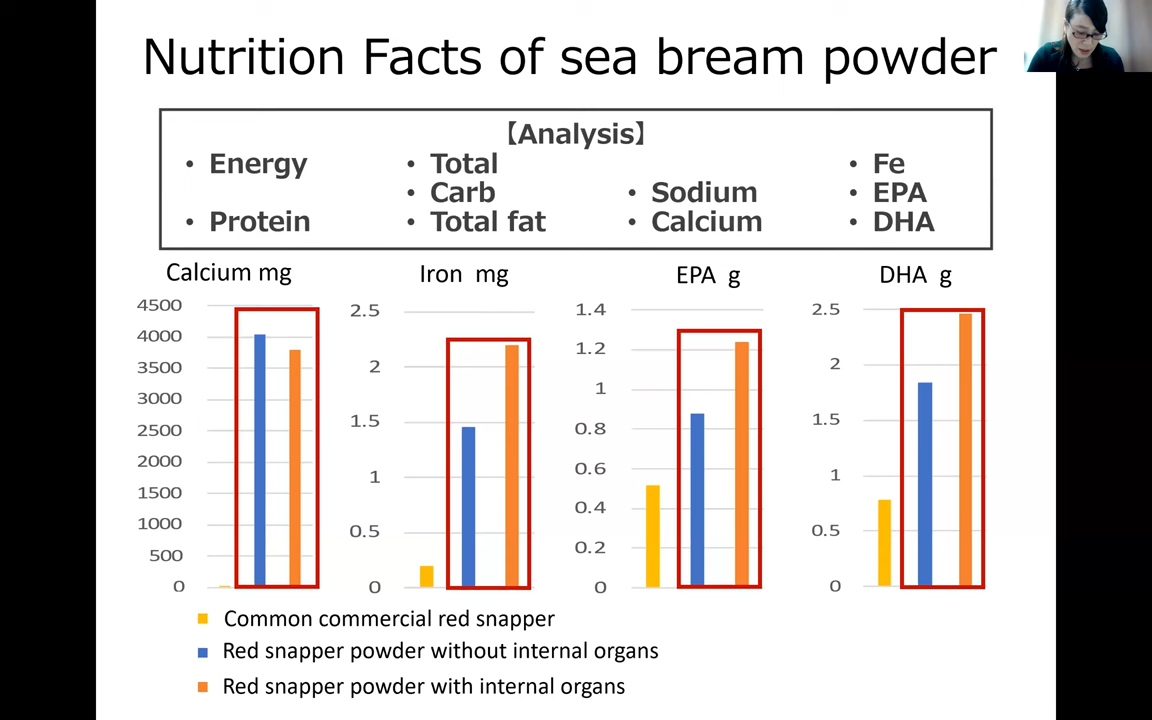 Nutrition Facts of sea bream powder
【Analysis】
• Energy
• Protein
• Total
• Carb
• Total fat
• Sodium
• Calcium
• Fe
• EPA
• DHA
Calcium mg
4500
4000
3500
3000
2500
2000
1500
1000
500
0
Iron mg
2.5
2
1.5
1
0.5
0
EPA g
1.4
1.2
1
0.8
0.6
0.4
0.2
0
DHA g
2.5
2
1.5
1
0.5
0
Common commercial red snapper
Red snapper powder without internal organs
Red snapper powder with internal organs